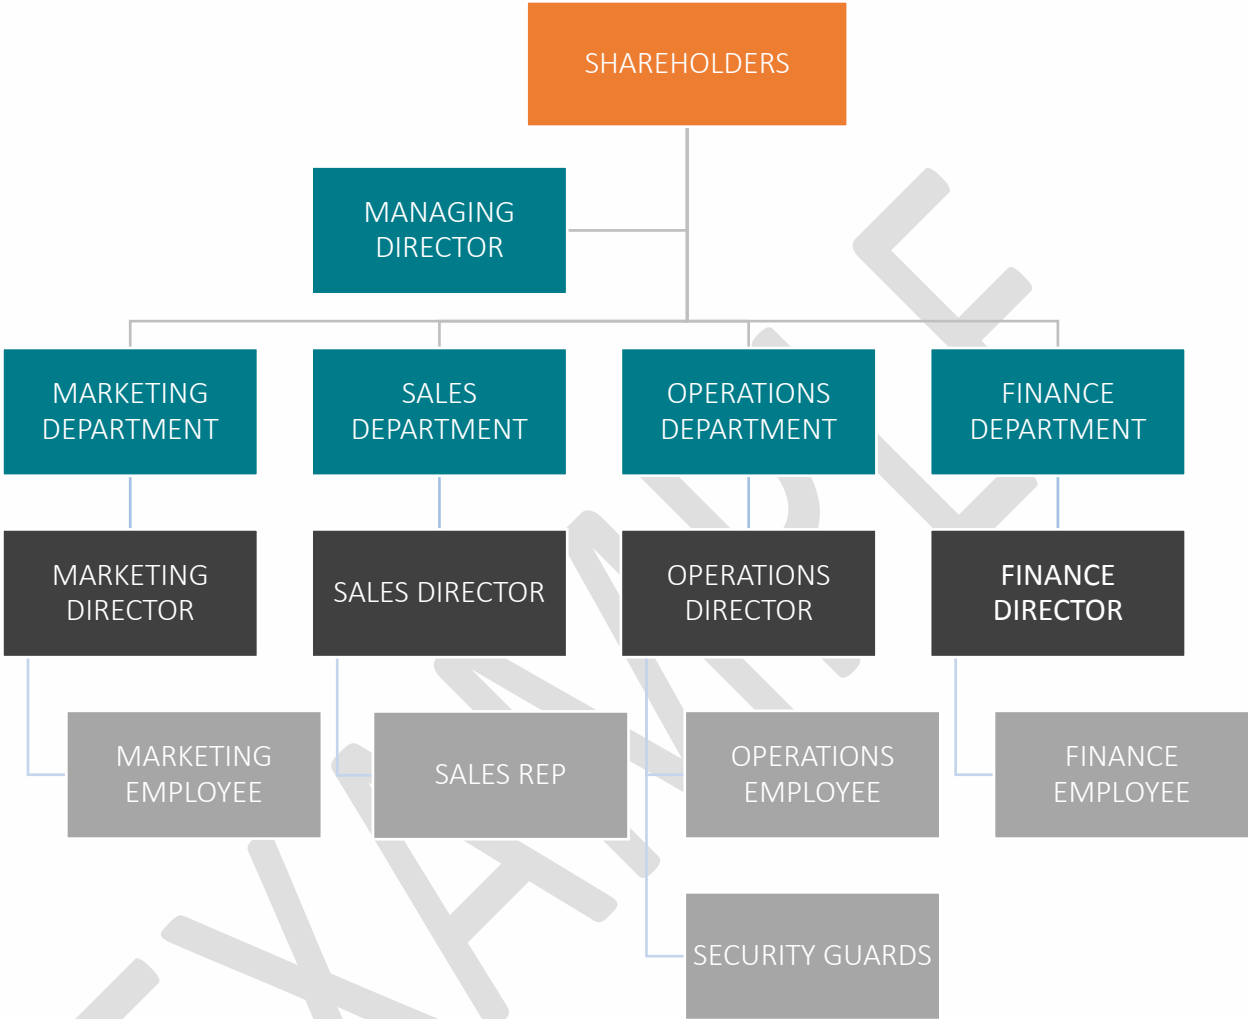 SHAREHOLDERS
MANAGING
DIRECTOR
MARKETING
DEPARTMENT
SALES
DEPARTMENT
OPERATIONS
DEPARTMENT
FINANCE
DEPARTMENT
MARKETING
DIRECTOR
SALES DIRECTOR
OPERATIONS
DIRECTOR
FINANCE
DIRECTOR
MARKETING
EMPLOYEE
SALES REP
OPERATIONS
EMPLOYEE
FINANCE
EMPLOYEE
SECURITY GUARDS
EXAMPLE